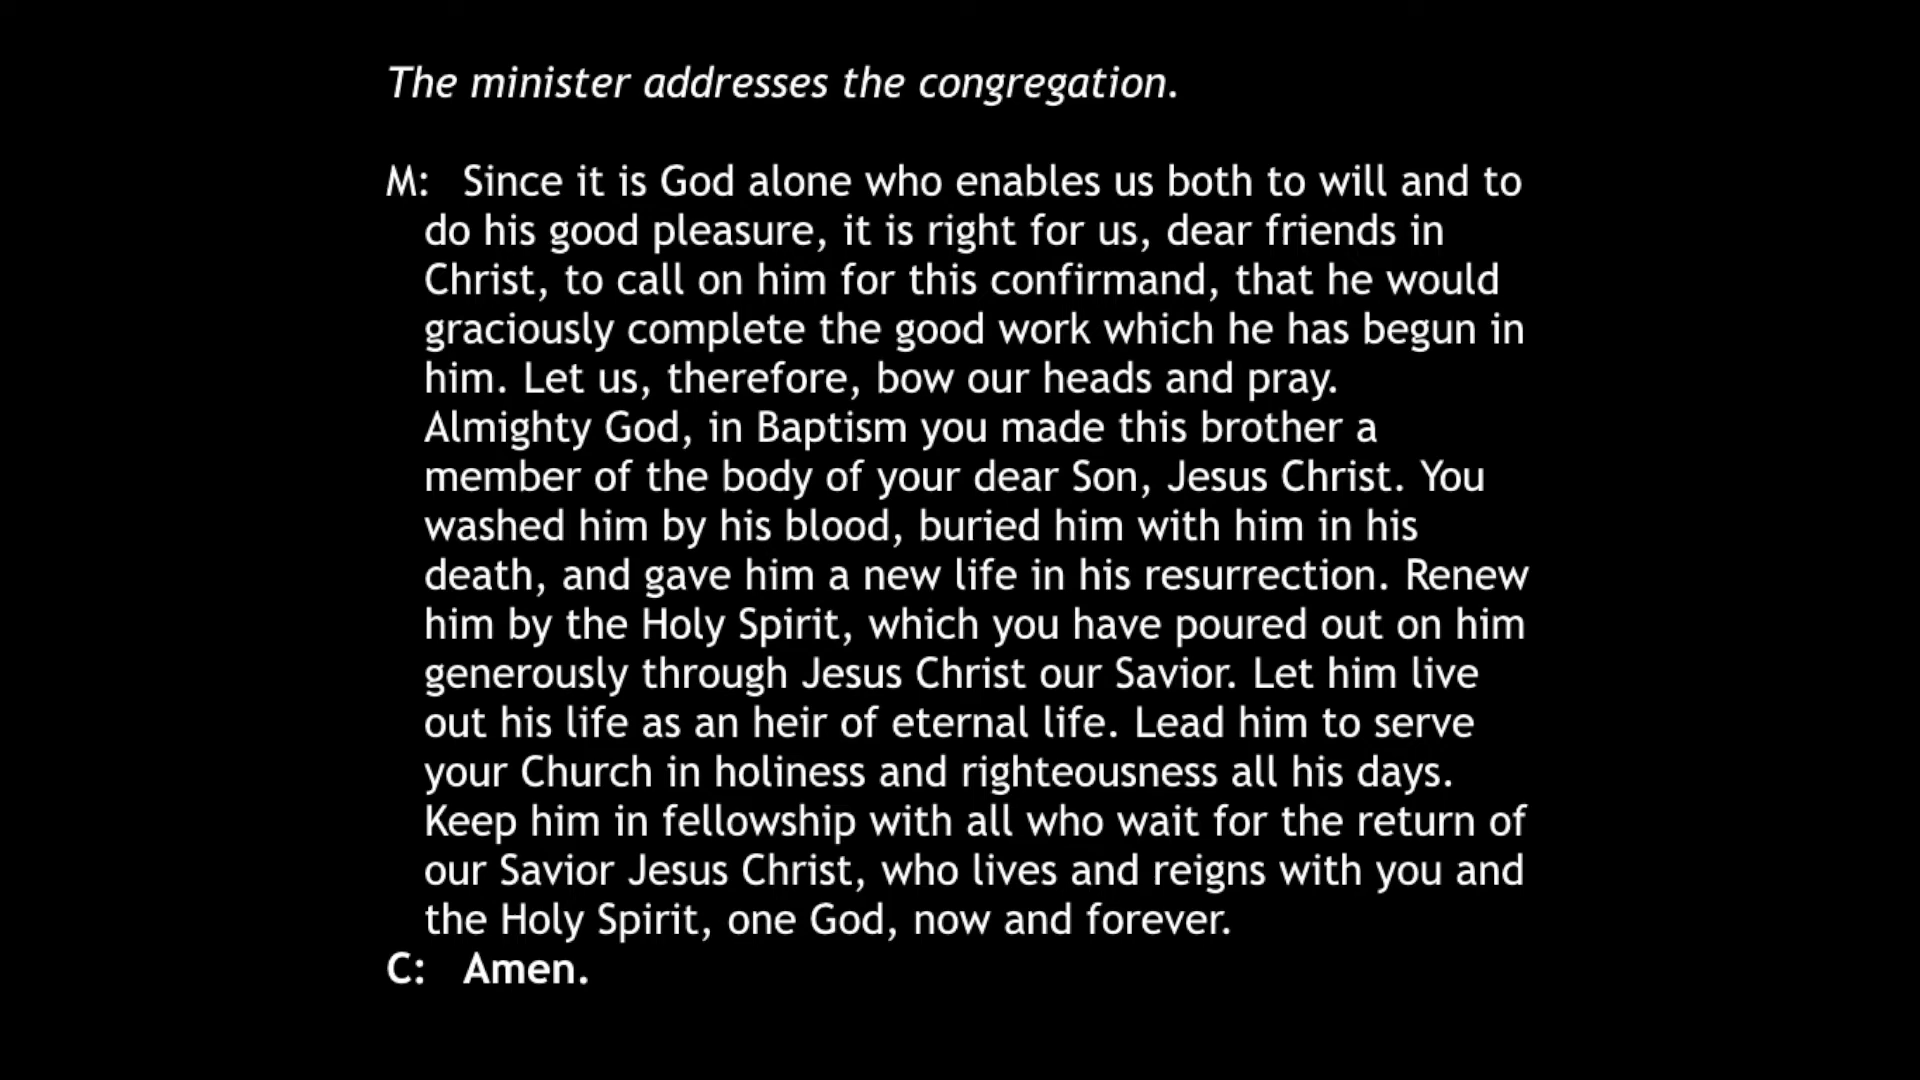 The minister addresses the congregation.
M: Since it is God alone who enables us both to will and to
do his good pleasure, it is right for us, dear friends in
Christ, to call on him for this confirmand, that he would
graciously complete the good work which he has begun in
him. Let us, therefore, bow our heads and pray.
Almighty God, in Baptism you made this brother a
member of the body of your dear Son, Jesus Christ. You
washed him by his blood, buried him with him in his
death, and gave him a new life in his resurrection. Renew
him by the Holy Spirit, which you have poured out on him
generously through Jesus Christ our Savior. Let him live
out his life as an heir of eternal life. Lead him to serve
your Church in holiness and righteousness all his days.
Keep him in fellowship with all who wait for the return of
our Savior Jesus Christ, who lives and reigns with you and
the Holy Spirit, one God, now and forever.
C: Amen.